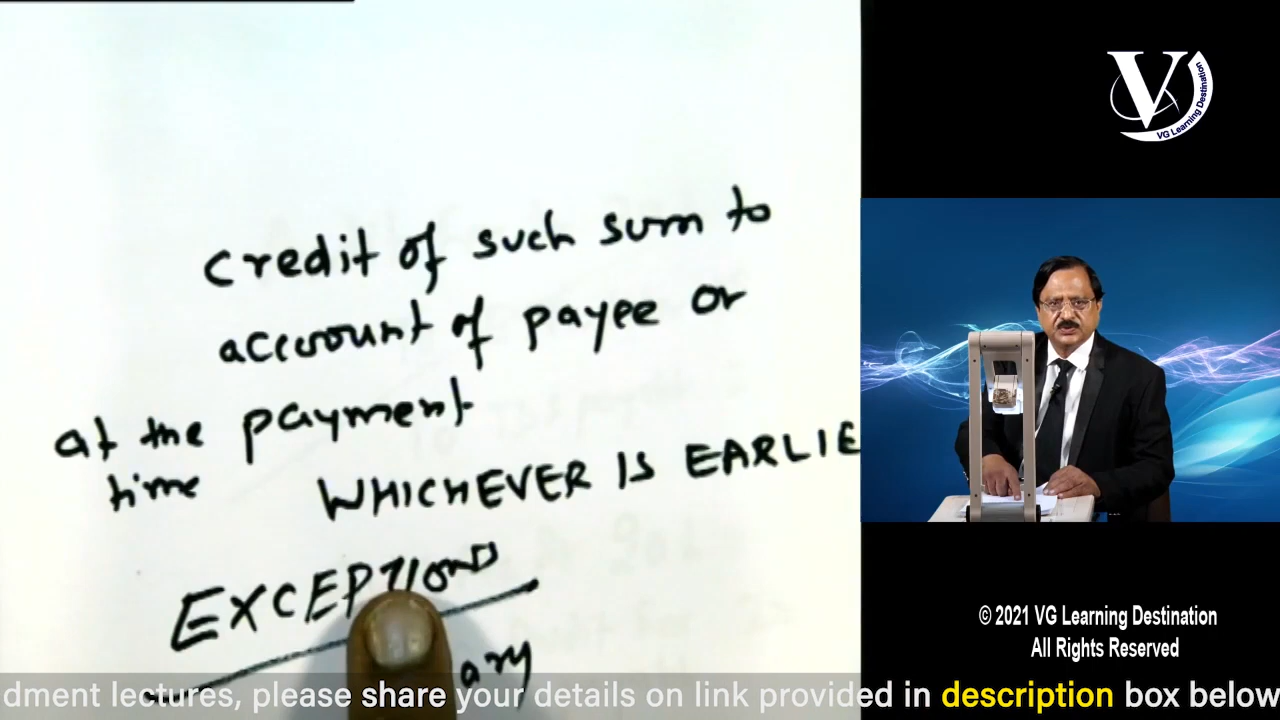 credit of such sum to
account of payee or
at the payment
time WHICHEVER IS EARLIE
EXCEPTIONS
ary
V
VG Learning Destination
© 2021 VG Learning Destination
All Rights Reserved
dment lectures, please share your details on link provided in description box below